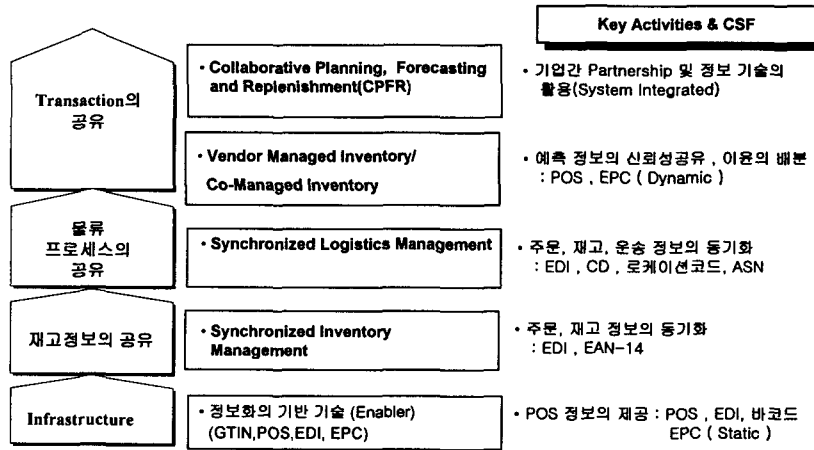 Key Activities & CSF
Transaction의
공유
• Collaborative Planning, Forecasting
and Replenishment(CPFR)
• 기업간 Partnership 및 정보 기술의
활용(System Integrated)
• Vendor Managed Inventory/
Co-Managed Inventory
• 예측 정보의 신뢰성공유 , 이윤의 배분
: POS , EPC ( Dynamic )
물류
프로세스의
공유
• Synchronized Logistics Management
• 주문, 재고, 운송 정보의 동기화
: EDI , CD , 로케이션코드, ASN
재고정보의 공유
• Synchronized Inventory
Management
• 주문, 재고 정보의 동기화
: EDI , EAN-14
Infrastructure
• 정보화의 기반 기술 (Enabler)
(GTIN,POS,EDI, EPC)
• POS 정보의 제공 : POS , EDI, 바코드
EPC ( Static )